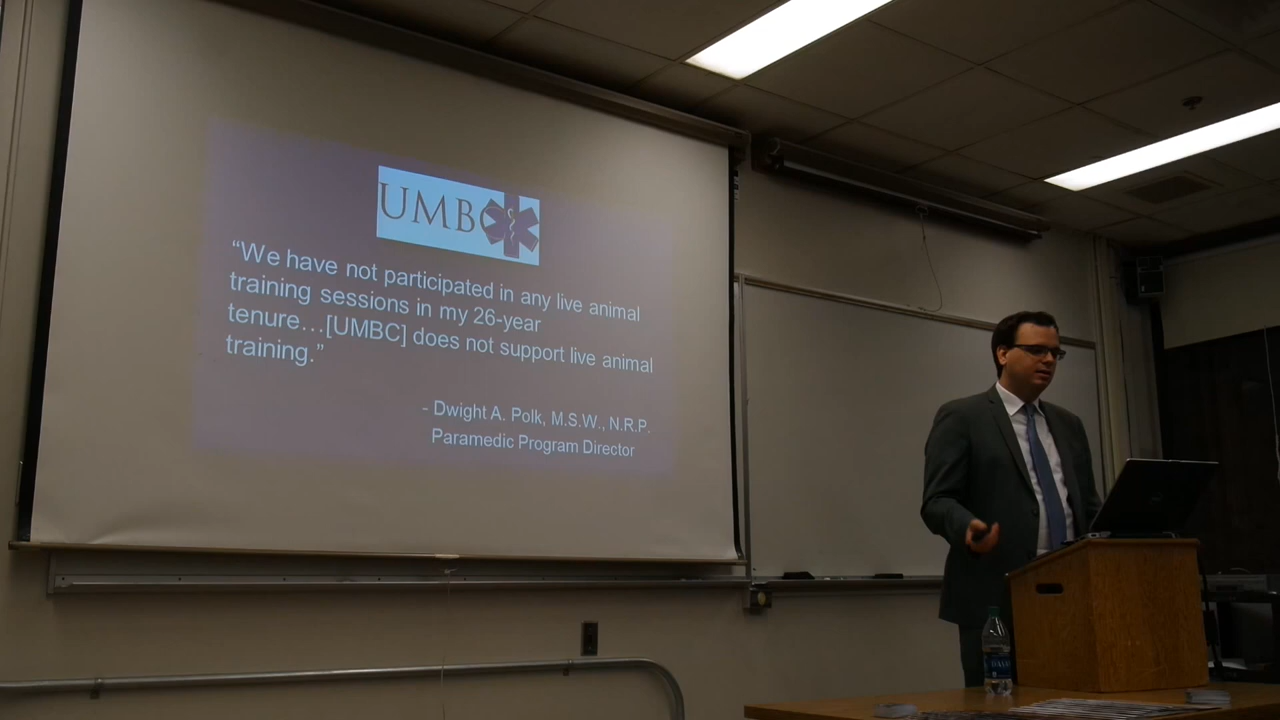 UMBC
“We have not participated in any live animal
training sessions in my 26-year
tenure…[UMBC] does not support live animal
training.”
- Dwight A. Polk, M.S.W., N.R.P.
Paramedic Program Director
DASANI